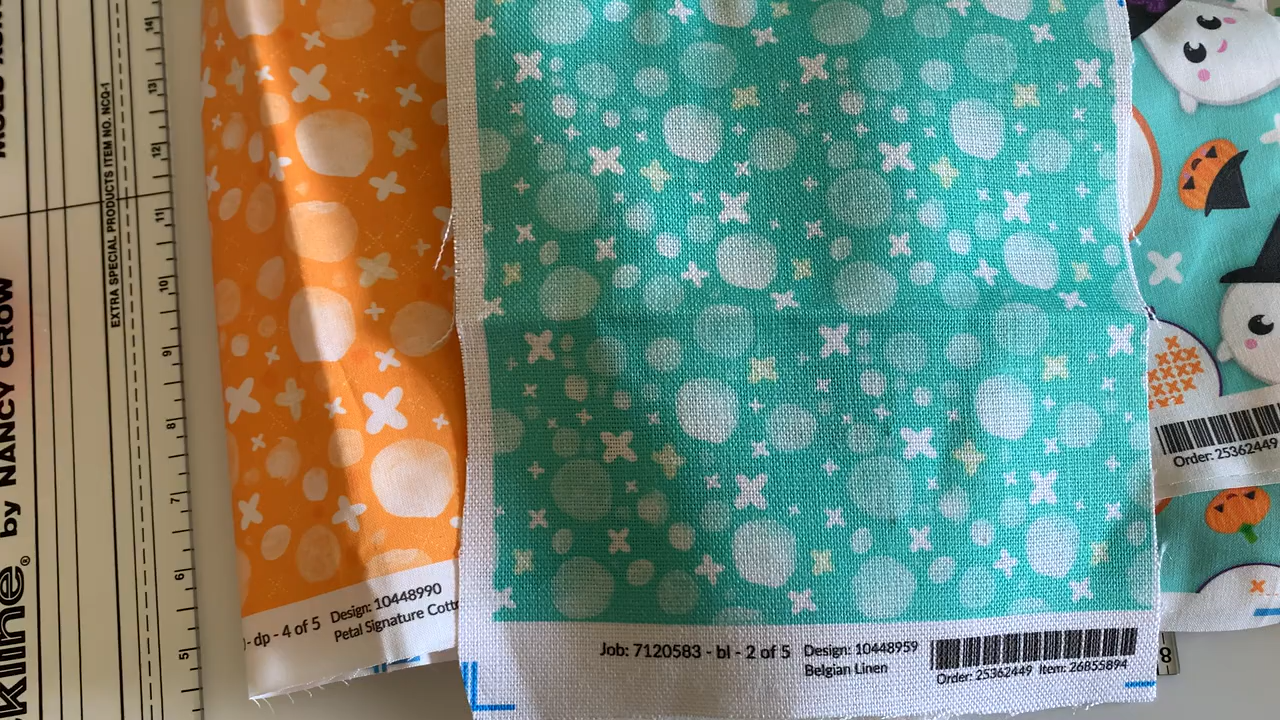 EXTRA SPECIAL PRODUCTS ITEM NO. NCQ-1
by NANCY CROW
14
13
12
11
10
9
8
7
6
5
- dp - 4 of 5 Design: 10448990
Petal Signature Cotto
Job: 7120583 - bl - 2 of 5 Design: 10448959
Belgian Linen
Order: 25362449 Item: 26855894
Order: 25362449
8